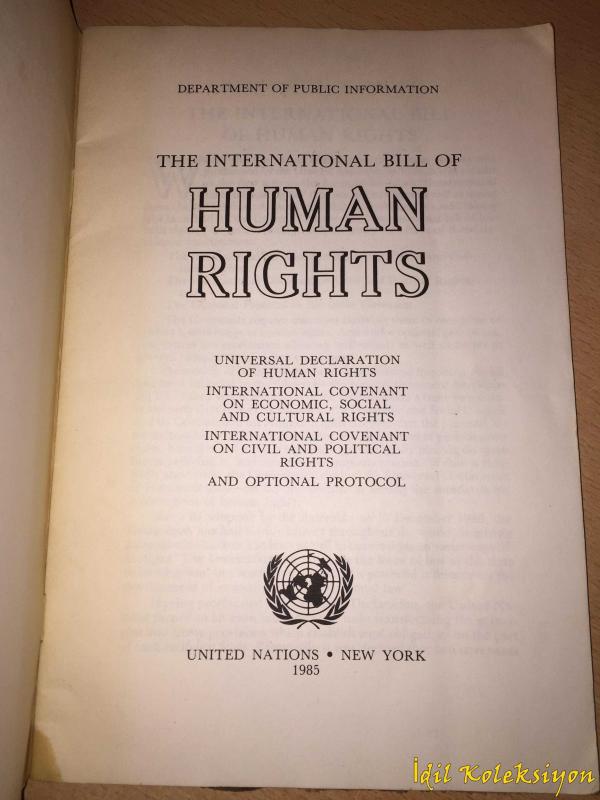 DEPARTMENT OF PUBLIC INFORMATION
THE INTERNATIONAL BILL OF
HUMAN
RIGHTS
UNIVERSAL DECLARATION
OF HUMAN RIGHTS
INTERNATIONAL COVENANT
ON ECONOMIC, SOCIAL
AND CULTURAL RIGHTS
INTERNATIONAL COVENANT
ON CIVIL AND POLITICAL
RIGHTS
AND OPTIONAL PROTOCOL
UNITED NATIONS • NEW YORK
1985
İdil Koleksiyon